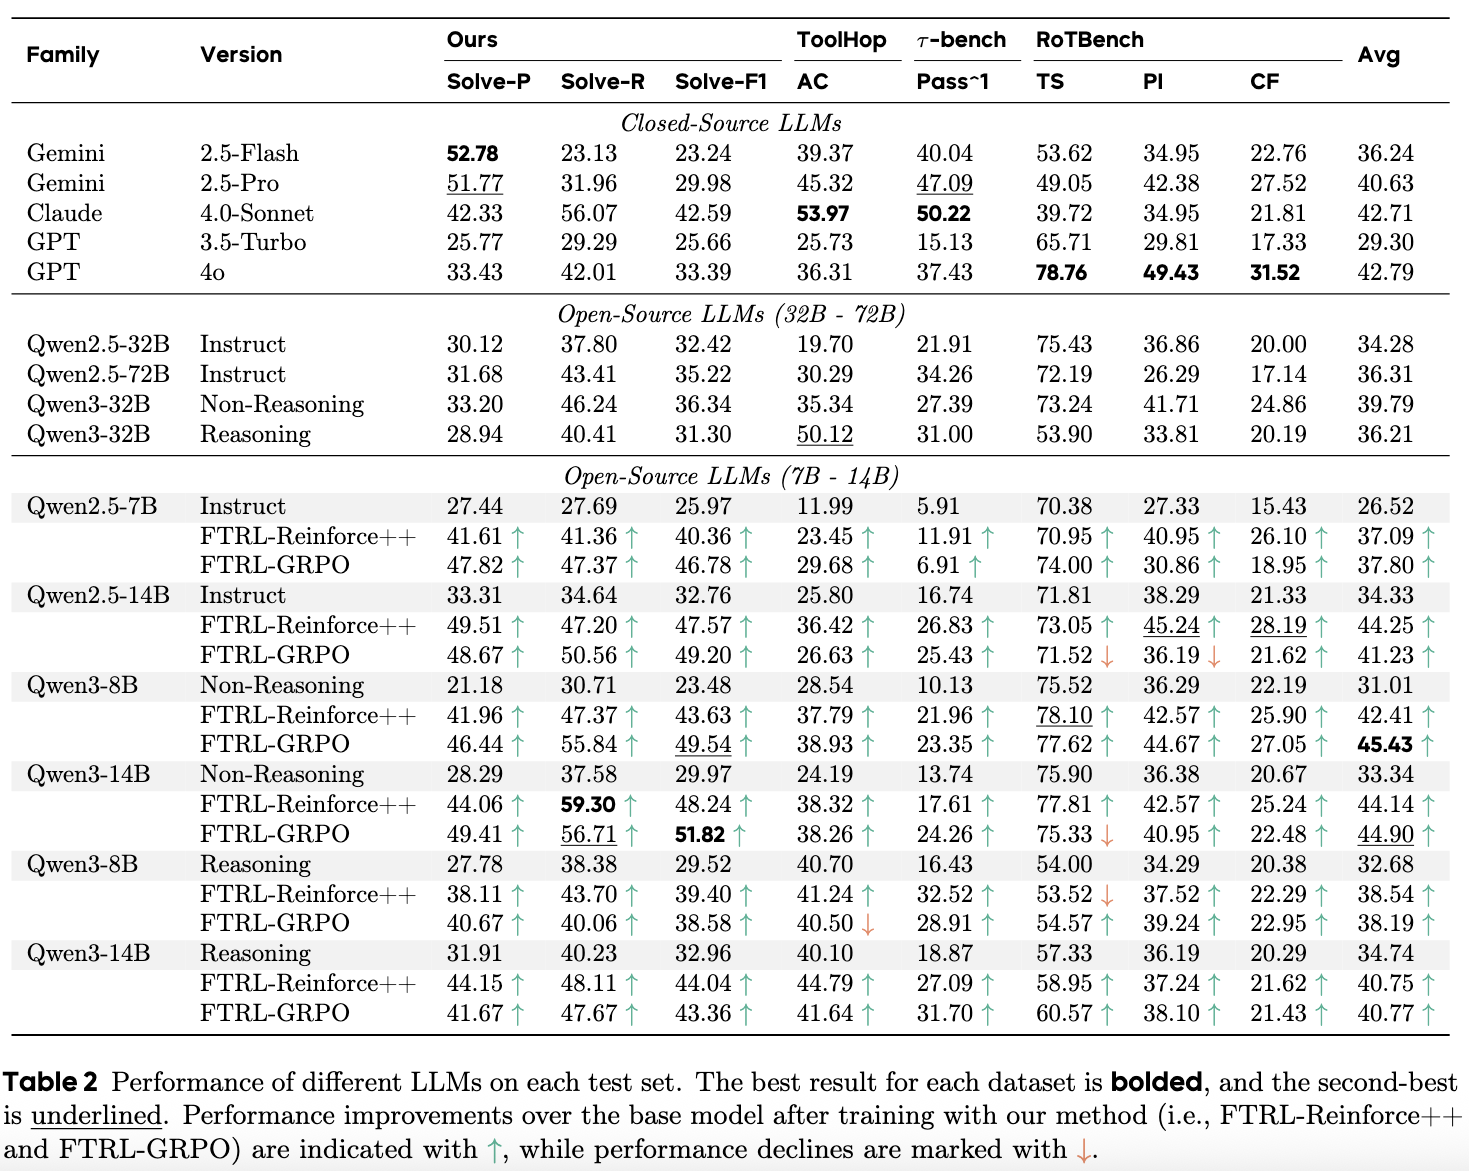 Family Version Ours ToolHop τ-bench RoTBench Avg
Solve-P Solve-R Solve-F1 AC Pass^1 TS PI CF
Closed-Source LLMs
Gemini 2.5-Flash 52.78 23.13 23.24 39.37 40.04 53.62 34.95 22.76 36.24
Gemini 2.5-Pro 51.77 31.96 29.98 45.32 47.09 49.05 42.38 27.52 40.63
Claude 4.0-Sonnet 42.33 56.07 42.59 53.97 50.22 39.72 34.95 21.81 42.71
GPT 3.5-Turbo 25.77 29.29 25.66 25.73 15.13 65.71 29.81 17.33 29.30
GPT 4o 33.43 42.01 33.39 36.31 37.43 78.76 49.43 31.52 42.79
Open-Source LLMs (32B - 72B)
Qwen2.5-32B Instruct 30.12 37.80 32.42 19.70 21.91 75.43 36.86 20.00 34.28
Qwen2.5-72B Instruct 31.68 43.41 35.22 30.29 34.26 72.19 26.29 17.14 36.31
Qwen3-32B Non-Reasoning 33.20 46.24 36.34 35.34 27.39 73.24 41.71 24.86 39.79
Qwen3-32B Reasoning 28.94 40.41 31.30 50.12 31.00 53.90 33.81 20.19 36.21
Open-Source LLMs (7B - 14B)
Qwen2.5-7B Instruct 27.44 27.69 25.97 11.99 5.91 70.38 27.33 15.43 26.52
FTRL-Reinforce++ 41.61 ↑ 41.36 ↑ 40.36 ↑ 23.45 ↑ 11.91 ↑ 70.95 ↑ 40.95 ↑ 26.10 ↑ 37.09 ↑
FTRL-GRPO 47.82 ↑ 47.37 ↑ 46.78 ↑ 29.68 ↑ 6.91 ↑ 74.00 ↑ 30.86 ↑ 18.95 ↑ 37.80 ↑
Qwen2.5-14B Instruct 33.31 34.64 32.76 25.80 16.74 71.81 38.29 21.33 34.33
FTRL-Reinforce++ 49.51 ↑ 47.20 ↑ 47.57 ↑ 36.42 ↑ 26.83 ↑ 73.05 ↑ 45.24 ↑ 28.19 ↑ 44.25 ↑
FTRL-GRPO 48.67 ↑ 50.56 ↑ 49.20 ↑ 26.63 ↑ 25.43 ↑ 71.52 ↓ 36.19 ↓ 21.62 ↑ 41.23 ↑
Qwen3-8B Non-Reasoning 21.18 30.71 23.48 28.54 10.13 75.52 36.29 22.19 31.01
FTRL-Reinforce++ 41.96 ↑ 47.37 ↑ 43.63 ↑ 37.79 ↑ 21.96 ↑ 78.10 ↑ 42.57 ↑ 25.90 ↑ 42.41 ↑
FTRL-GRPO 46.44 ↑ 55.84 ↑ 49.54 ↑ 38.93 ↑ 23.35 ↑ 77.62 ↑ 44.67 ↑ 27.05 ↑ 45.43 ↑
Qwen3-14B Non-Reasoning 28.29 37.58 29.97 24.19 13.74 75.90 36.38 20.67 33.34
FTRL-Reinforce++ 44.06 ↑ 59.30 ↑ 48.24 ↑ 38.32 ↑ 17.61 ↑ 77.81 ↑ 42.57 ↑ 25.24 ↑ 44.14 ↑
FTRL-GRPO 49.41 ↑ 56.71 ↑ 51.82 ↑ 38.26 ↑ 24.26 ↑ 75.33 ↓ 40.95 ↑ 22.48 ↑ 44.90 ↑
Qwen3-8B Reasoning 27.78 38.38 29.52 40.70 16.43 54.00 34.29 20.38 32.68
FTRL-Reinforce++ 38.11 ↑ 43.70 ↑ 39.40 ↑ 41.24 ↑ 32.52 ↑ 53.52 ↓ 37.52 ↑ 22.29 ↑ 38.54 ↑
FTRL-GRPO 40.67 ↑ 40.06 ↑ 38.58 ↑ 40.50 ↓ 28.91 ↑ 54.57 ↑ 39.24 ↑ 22.95 ↑ 38.19 ↑
Qwen3-14B Reasoning 31.91 40.23 32.96 40.10 18.87 57.33 36.19 20.29 34.74
FTRL-Reinforce++ 44.15 ↑ 48.11 ↑ 44.04 ↑ 44.79 ↑ 27.09 ↑ 58.95 ↑ 37.24 ↑ 21.62 ↑ 40.75 ↑
FTRL-GRPO 41.67 ↑ 47.67 ↑ 43.36 ↑ 41.64 ↑ 31.70 ↑ 60.57 ↑ 38.10 ↑ 21.43 ↑ 40.77 ↑
Table 2 Performance of different LLMs on each test set. The best result for each dataset is bolded, and the second-best
is underlined. Performance improvements over the base model after training with our method (i.e., FTRL-Reinforce++
and FTRL-GRPO) are indicated with ↑, while performance declines are marked with ↓.